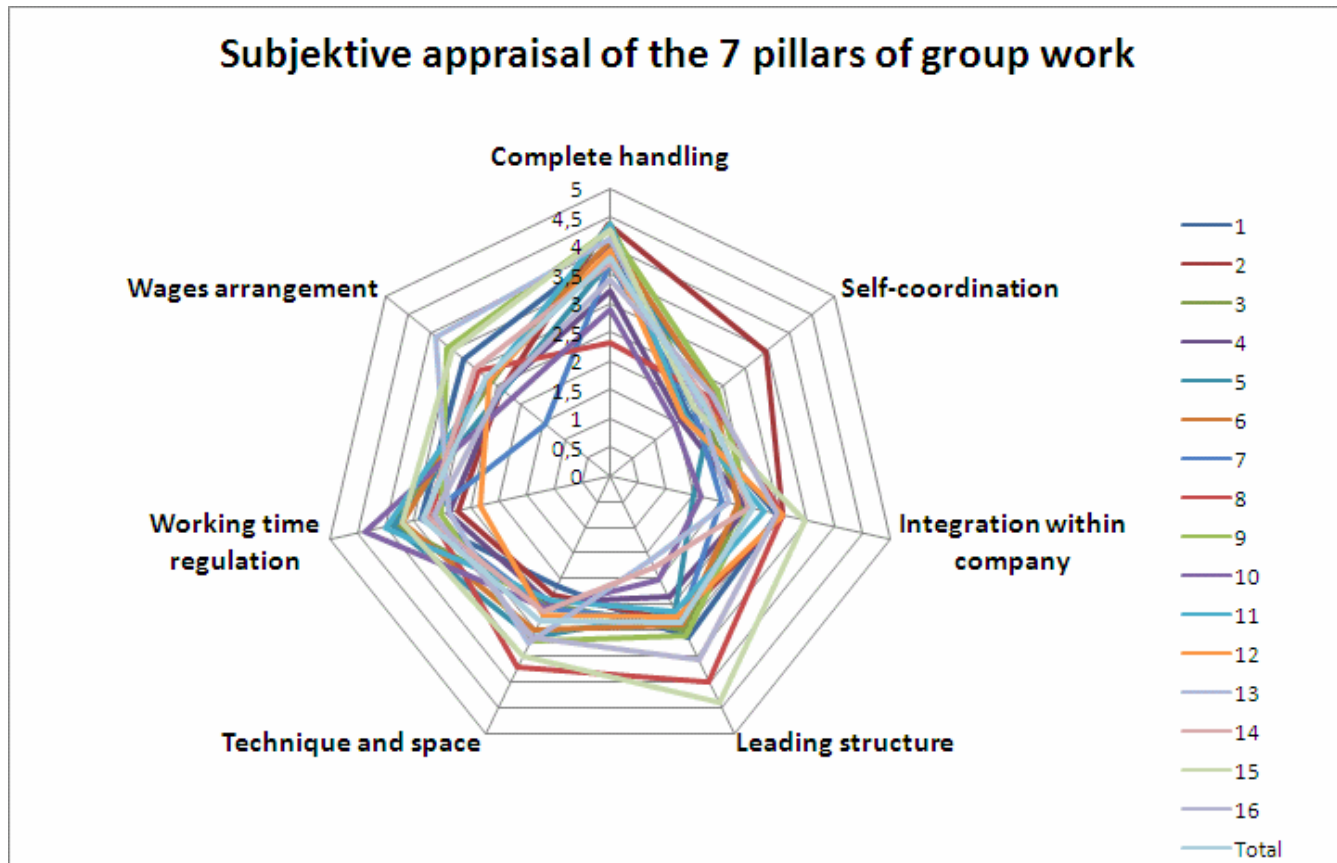 Subjektive appraisal of the 7 pillars of group work
Complete handling
5
4,5
4
3,5
3
2,5
2
1,5
1
0,5
0
Self-coordination
Integration within
company
Leading structure
Technique and space
Working time
regulation
Wages arrangement
1
2
3
4
5
6
7
8
9
10
11
12
13
14
15
16
Total